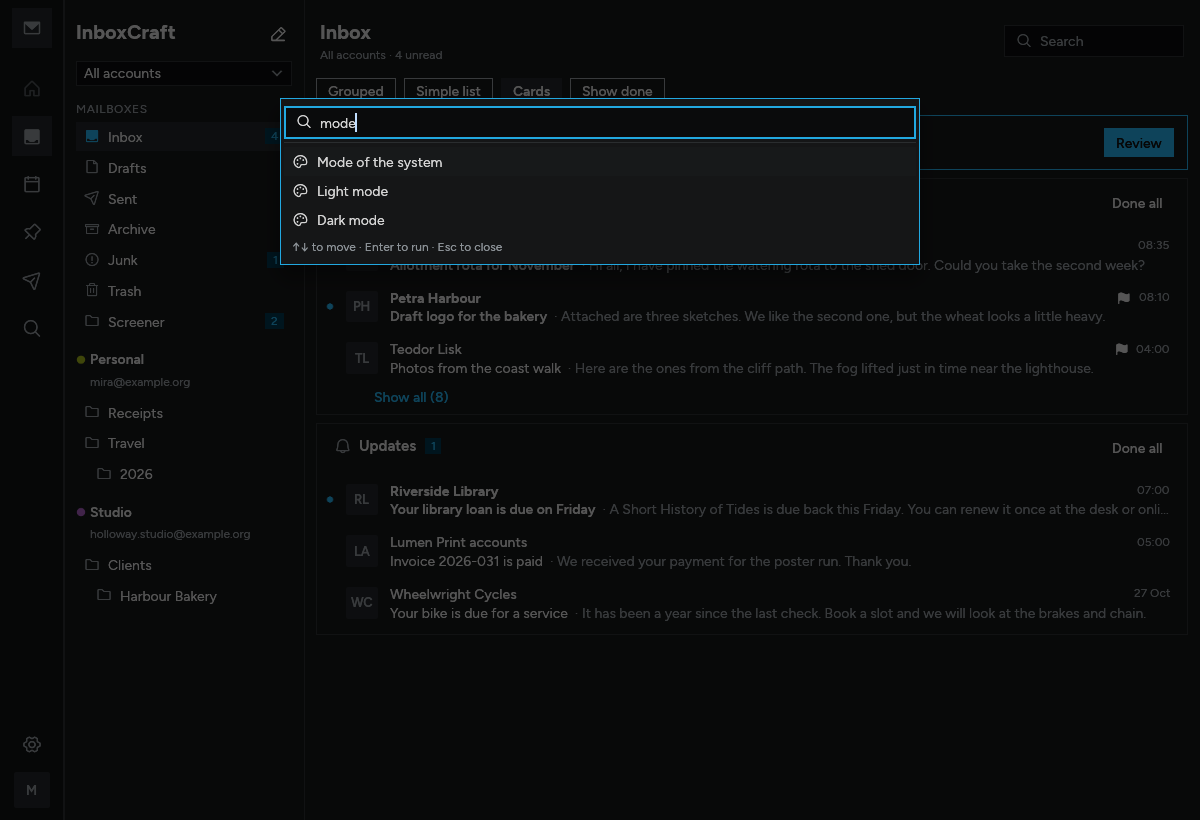 InboxCraft
All accounts
MAILBOXES
Inbox 4
Drafts
Sent
Archive
Junk 1
Trash
Screener 2
Personal
mira@example.org
Receipts
Travel
2026
Studio
holloway.studio@example.org
Clients
Harbour Bakery
M
Inbox
All accounts · 4 unread
Search
Grouped
Simple list
Cards
Show done
mode
Mode of the system
Light mode
Dark mode
↑↓ to move · Enter to run · Esc to close
Review
Done all
08:35
Allotment rota for November · Hi all, I have pinned the watering rota to the shed door. Could you take the second week?
PH
Petra Harbour
08:10
Draft logo for the bakery · Attached are three sketches. We like the second one, but the wheat looks a little heavy.
TL
Teodor Lisk
04:00
Photos from the coast walk · Here are the ones from the cliff path. The fog lifted just in time near the lighthouse.
Show all (8)
Updates 1
Done all
RL
Riverside Library
07:00
Your library loan is due on Friday · A Short History of Tides is due back this Friday. You can renew it once at the desk or onli…
LA
Lumen Print accounts
05:00
Invoice 2026-031 is paid · We received your payment for the poster run. Thank you.
WC
Wheelwright Cycles
27 Oct
Your bike is due for a service · It has been a year since the last check. Book a slot and we will look at the brakes and chain.